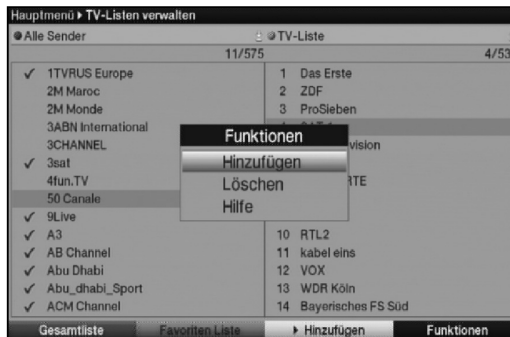 Hauptmenü ▸ TV-Listen verwalten
Alle Sender
11/575
✓ 1TVRUS Europe
2M Maroc
2M Monde
3ABN International
3CHANNEL
✓ 3sat
4fun.TV
50 Canale
✓ 9Live
✓ A3
✓ AB Channel
✓ Abu Dhabi
✓ Abu_dhabi_Sport
✓ ACM Channel
TV-Liste
4/53
1 Das Erste
2 ZDF
3 ProSieben
vision
RTE
10 RTL2
11 kabel eins
12 VOX
13 WDR Köln
14 Bayerisches FS Süd
Funktionen
Hinzufügen
Löschen
Hilfe
Gesamtliste
Favoriten Liste
▸ Hinzufügen
Funktionen